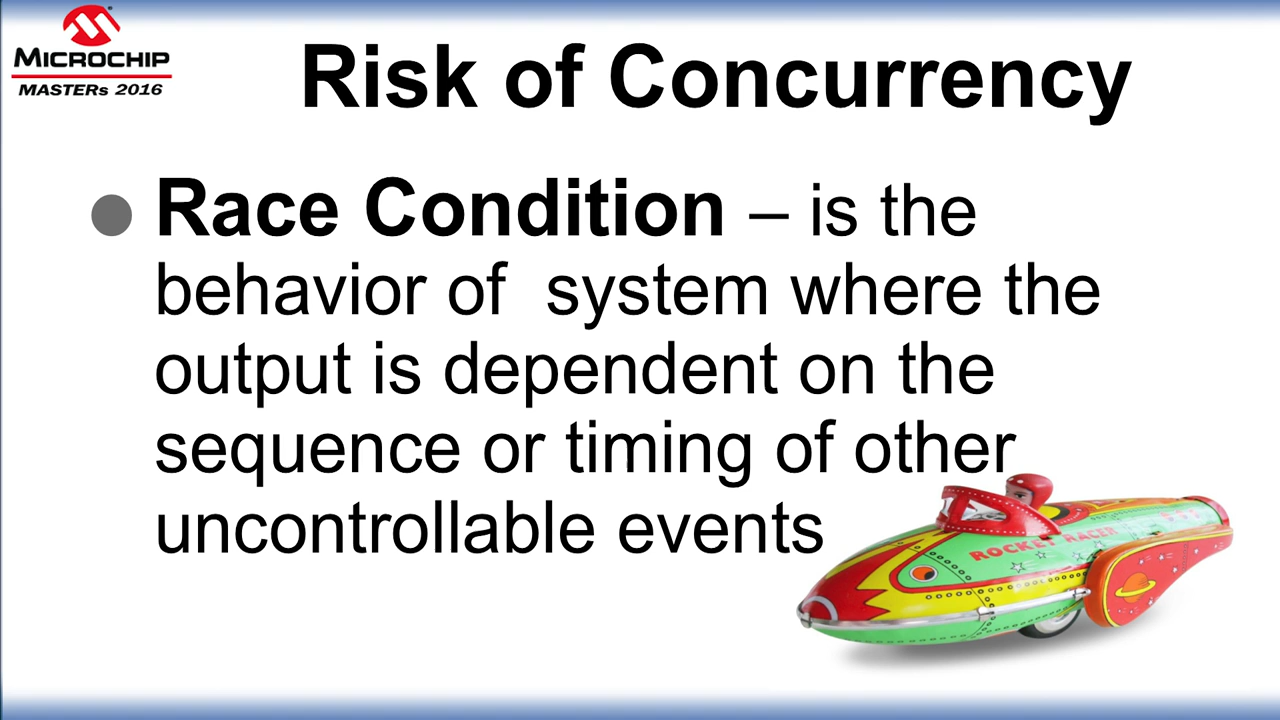 MICROCHIP
MASTERs 2016
Risk of Concurrency
Race Condition – is the
behavior of  system where the
output is dependent on the
sequence or timing of other
uncontrollable events
ROCKET RACER